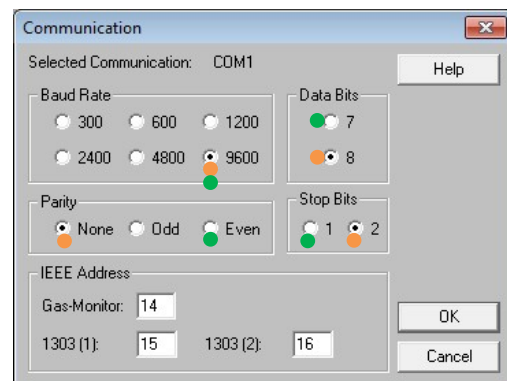 Communication
Selected Communication: COM1
Help
Baud Rate
300 600 1200
2400 4800 9600
Data Bits
7
8
Parity
None Odd Even
Stop Bits
1 2
IEEE Address
Gas-Monitor: 14
1303 (1): 15 1303 (2): 16
OK
Cancel